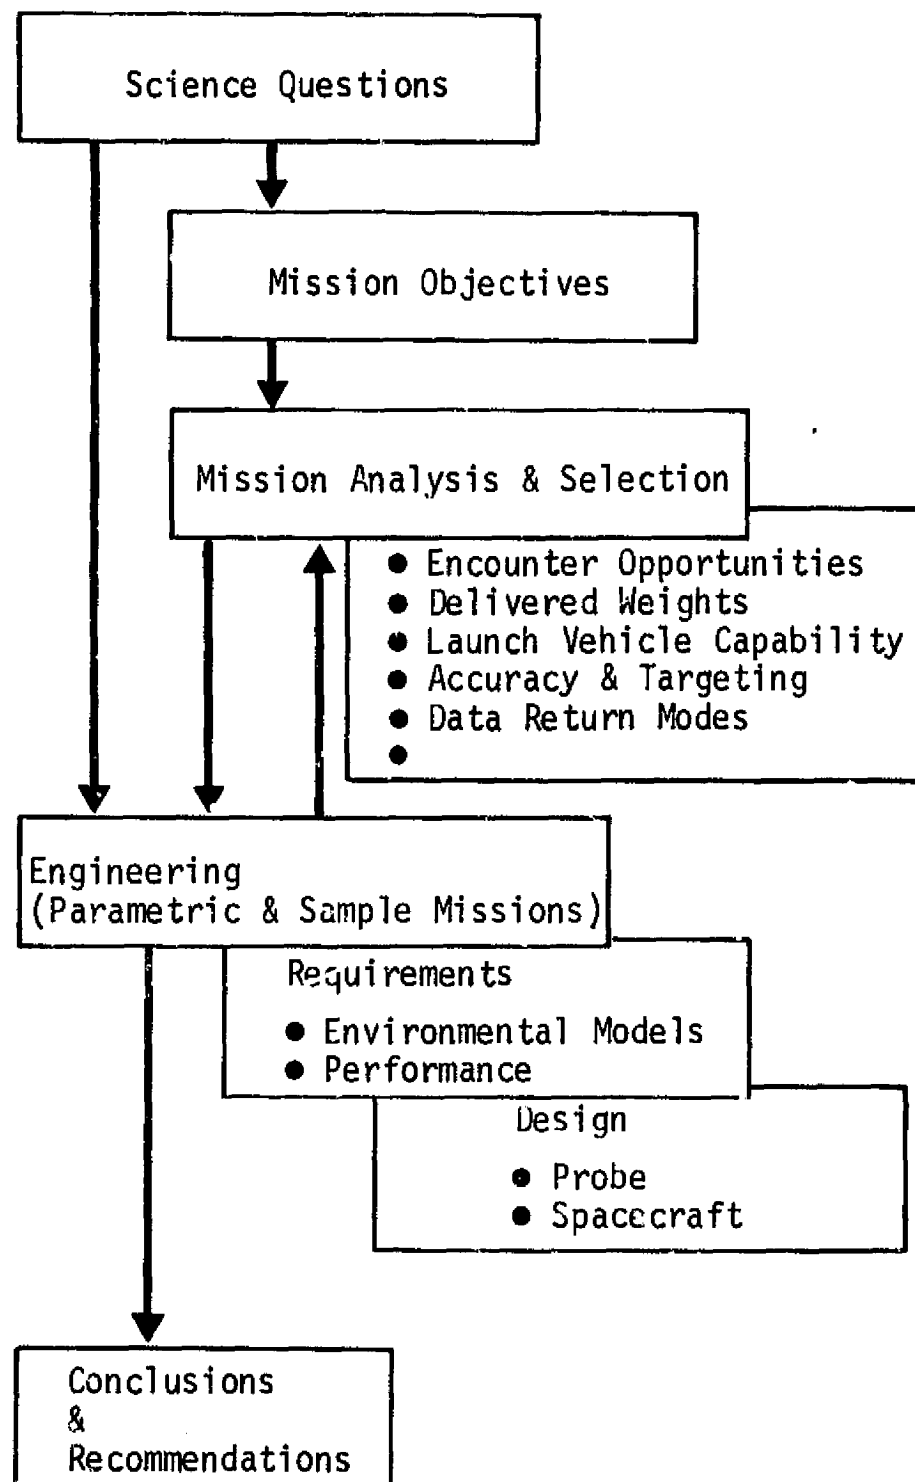 Science Questions
Mission Objectives
Mission Analysis & Selection
● Encounter Opportunities
● Delivered Weights
● Launch Vehicle Capability
● Accuracy & Targeting
● Data Return Modes
●
Engineering
(Parametric & Sample Missions)
Requirements
● Environmental Models
● Performance
Design
● Probe
● Spacecraft
Conclusions
&
Recommendations